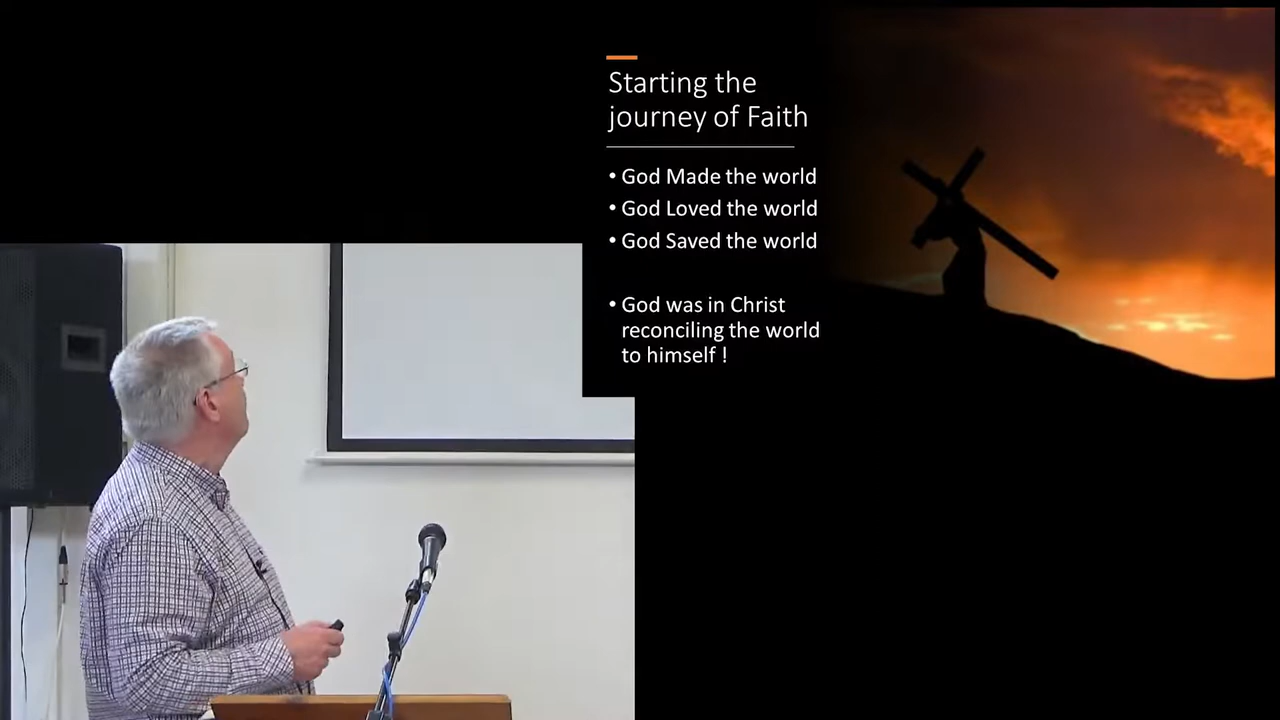 Starting the
journey of Faith
• God Made the world
• God Loved the world
• God Saved the world
• God was in Christ
reconciling the world
to himself !